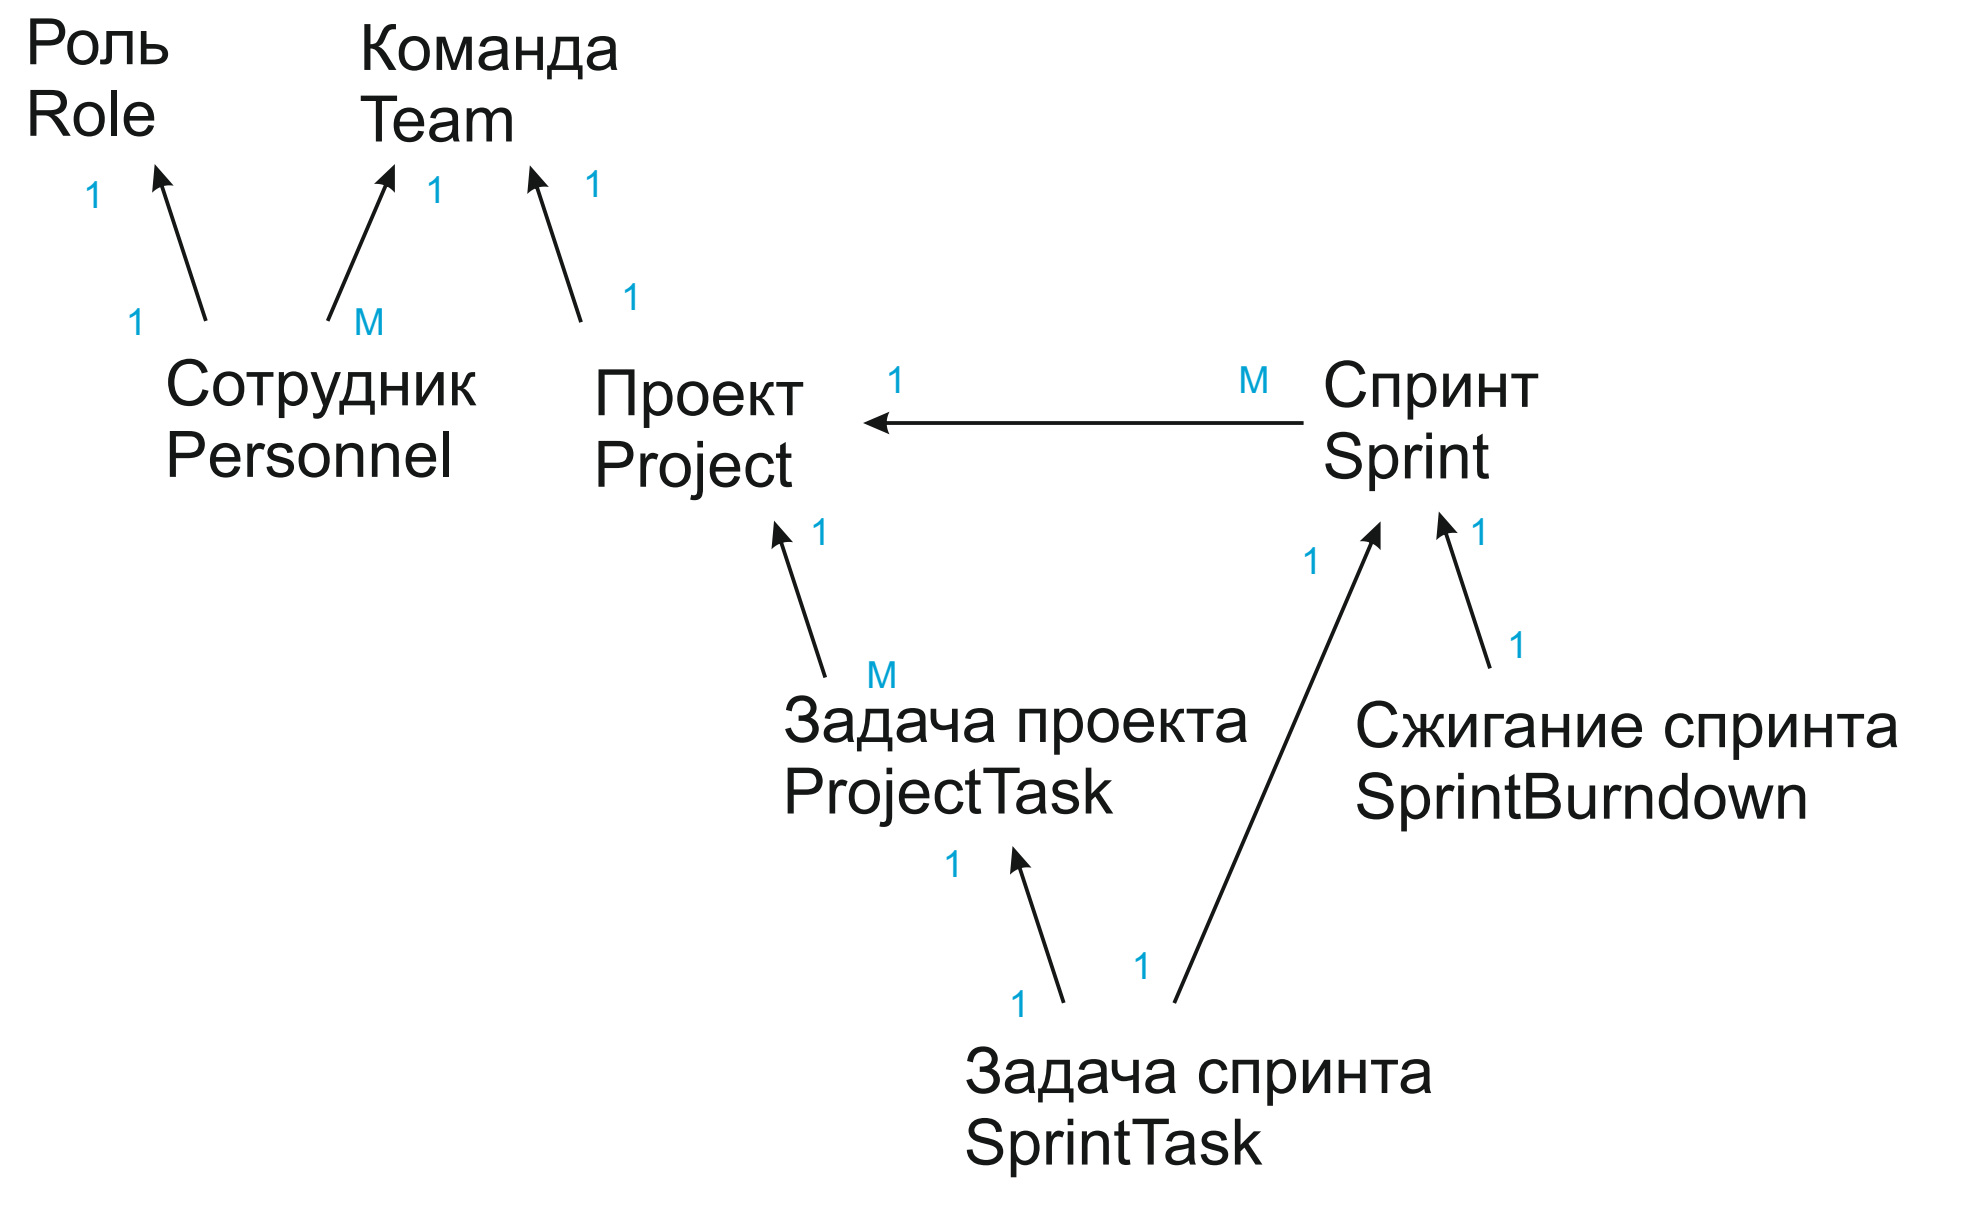 Роль
Role
Команда
Team
1
1
1
1
M
1
Сотрудник
Personnel
Проект
Project
1
M
Спринт
Sprint
1
1
1
M
1
Задача проекта
ProjectTask
Сжигание спринта
SprintBurndown
1
1
1
Задача спринта
SprintTask